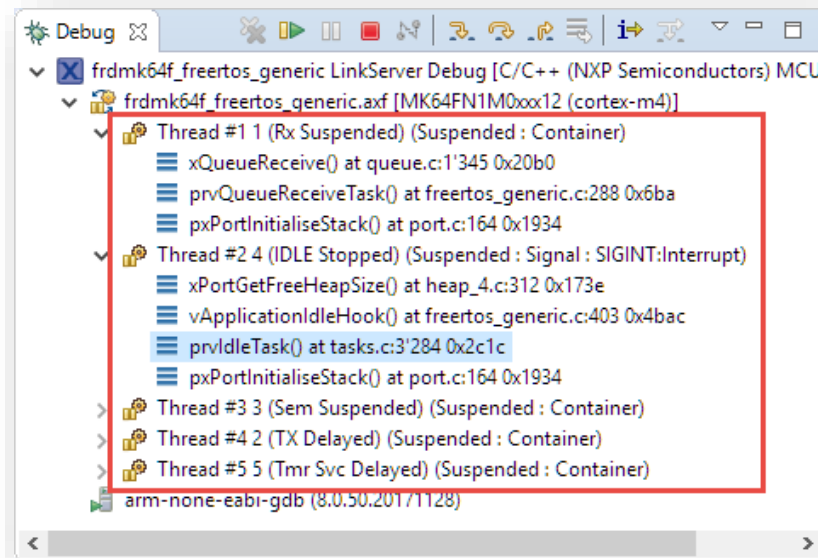 Debug
frdmk64f_freertos_generic LinkServer Debug [C/C++ (NXP Semiconductors) MCU
frdmk64f_freertos_generic.axf [MK64FN1M0xxx12 (cortex-m4)]
Thread #1 1 (Rx Suspended) (Suspended : Container)
xQueueReceive() at queue.c:1'345 0x20b0
prvQueueReceiveTask() at freertos_generic.c:288 0x6ba
pxPortInitialiseStack() at port.c:164 0x1934
Thread #2 4 (IDLE Stopped) (Suspended : Signal : SIGINT:Interrupt)
xPortGetFreeHeapSize() at heap_4.c:312 0x173e
vApplicationIdleHook() at freertos_generic.c:403 0x4bac
prvIdleTask() at tasks.c:3'284 0x2c1c
pxPortInitialiseStack() at port.c:164 0x1934
Thread #3 3 (Sem Suspended) (Suspended : Container)
Thread #4 2 (TX Delayed) (Suspended : Container)
Thread #5 5 (Tmr Svc Delayed) (Suspended : Container)
arm-none-eabi-gdb (8.0.50.20171128)